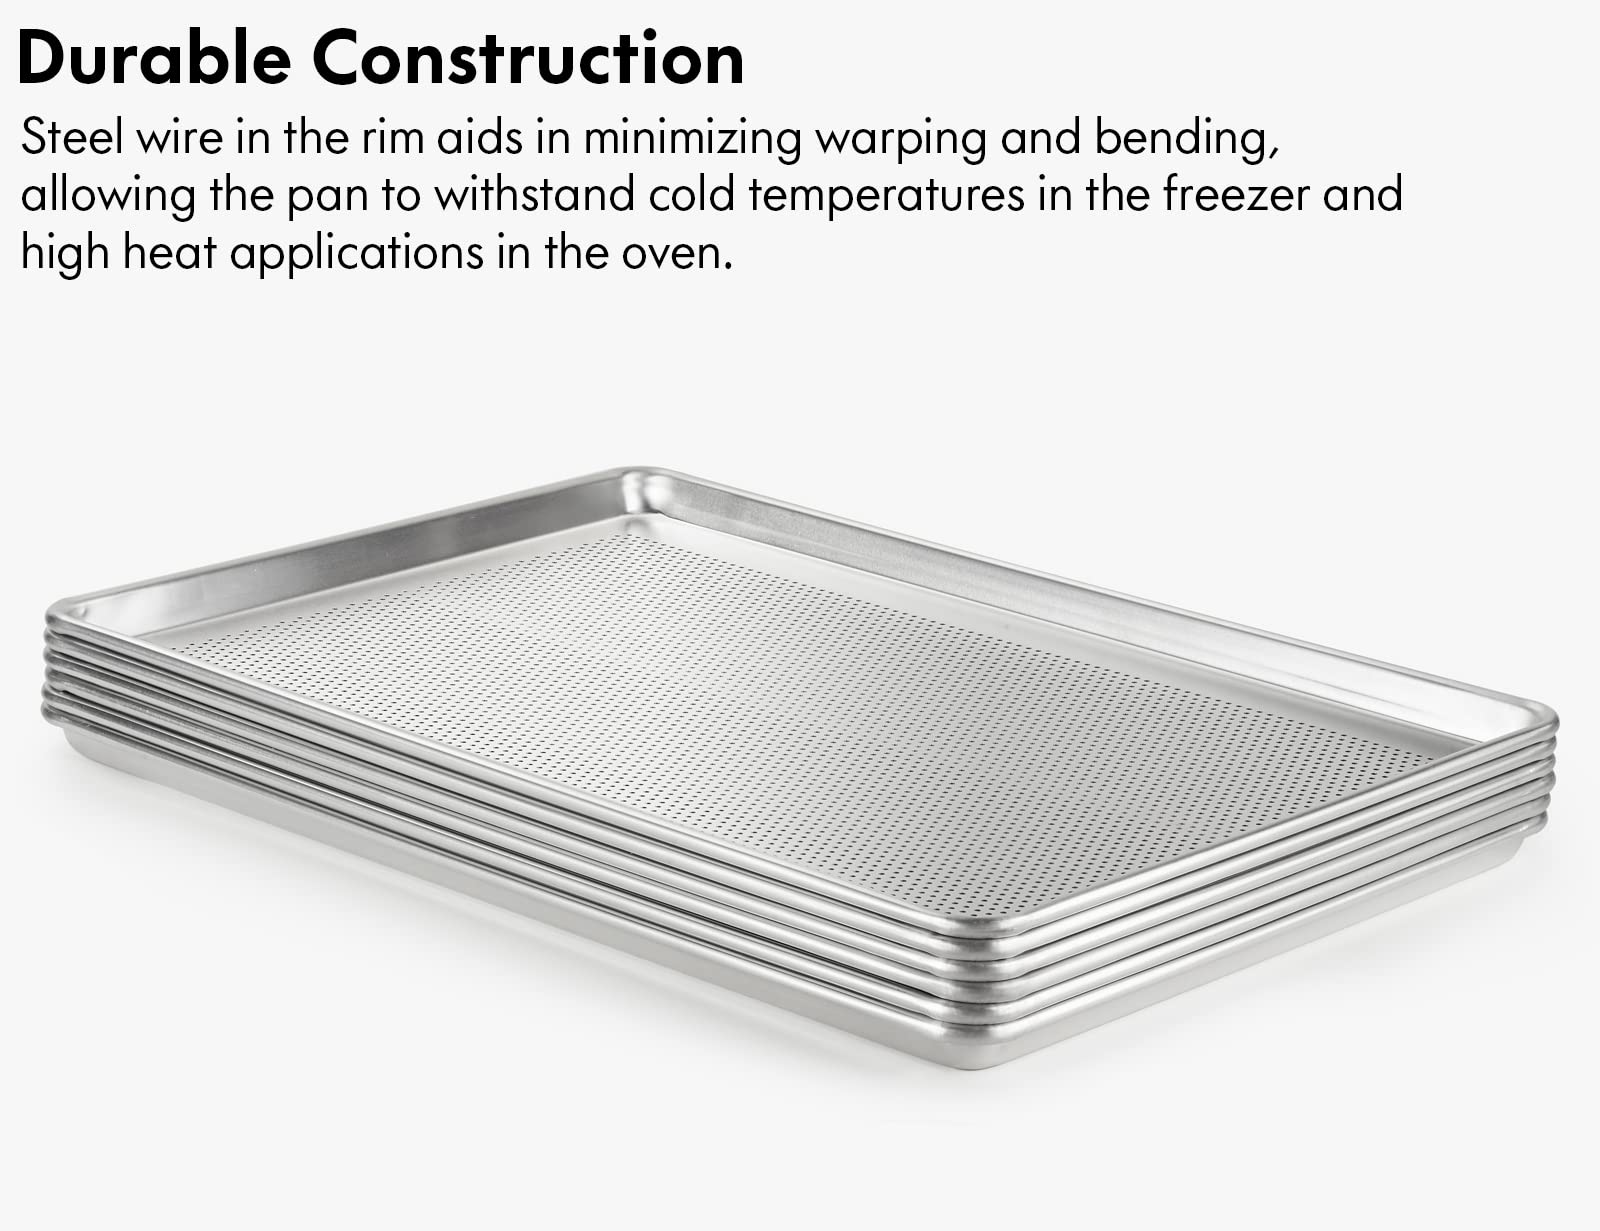 Durable Construction
Steel wire in the rim aids in minimizing warping and bending,
allowing the pan to withstand cold temperatures in the freezer and
high heat applications in the oven.